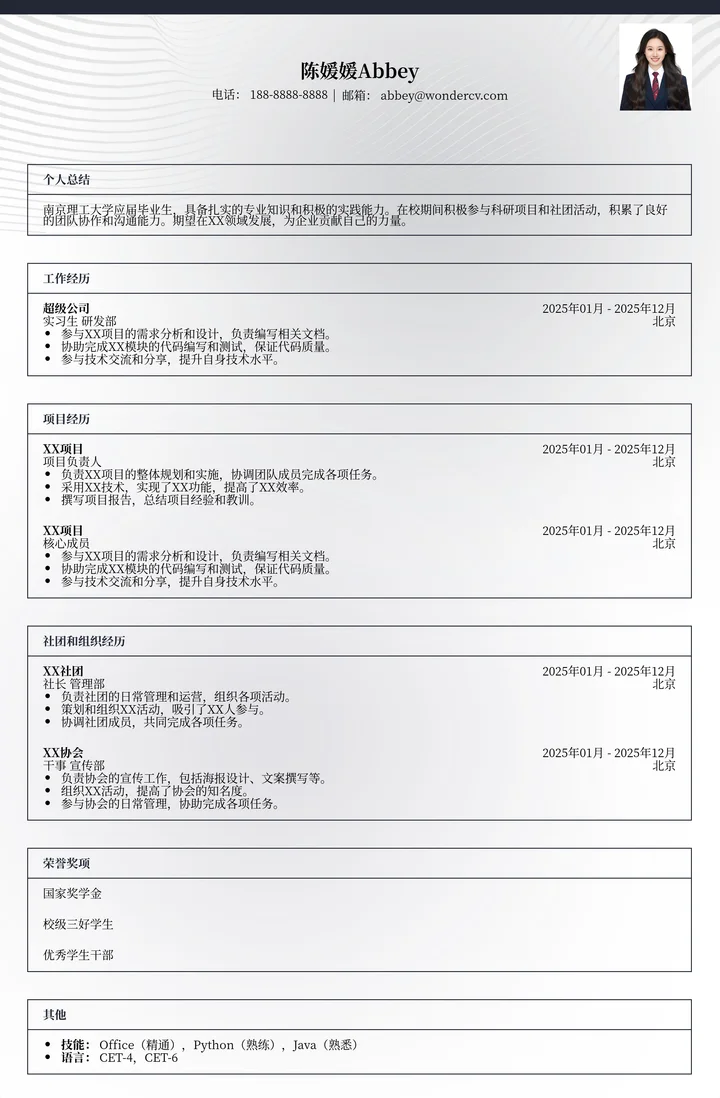 陈媛媛Abbey
电话： 188-8888-8888 | 邮箱： abbey@wondercv.com
个人总结
南京理工大学应届毕业生，具备扎实的专业知识和积极的实践能力。在校期间积极参与科研项目和社团活动，积累了良好
的团队协作和沟通能力。期望在XX领域发展，为企业贡献自己的力量。
工作经历
超级公司 2025年01月 - 2025年12月
实习生 研发部 北京
• 参与XX项目的需求分析和设计，负责编写相关文档。
• 协助完成XX模块的代码编写和测试，保证代码质量。
• 参与技术交流和分享，提升自身技术水平。
项目经历
XX项目 2025年01月 - 2025年12月
项目负责人 北京
• 负责XX项目的整体规划和实施，协调团队成员完成各项任务。
• 采用XX技术，实现了XX功能，提高了XX效率。
• 撰写项目报告，总结项目经验和教训。
XX项目 2025年01月 - 2025年12月
核心成员 北京
• 参与XX项目的需求分析和设计，负责编写相关文档。
• 协助完成XX模块的代码编写和测试，保证代码质量。
• 参与技术交流和分享，提升自身技术水平。
社团和组织经历
XX社团 2025年01月 - 2025年12月
社长 管理部 北京
• 负责社团的日常管理和运营，组织各项活动。
• 策划和组织XX活动，吸引了XX人参与。
• 协调社团成员，共同完成各项任务。
XX协会 2025年01月 - 2025年12月
干事 宣传部 北京
• 负责协会的宣传工作，包括海报设计、文案撰写等。
• 组织XX活动，提高了协会的知名度。
• 参与协会的日常管理，协助完成各项任务。
荣誉奖项
国家奖学金
校级三好学生
优秀学生干部
其他
• 技能： Office（精通）, Python（熟练）, Java（熟悉）
• 语言： CET-4，CET-6